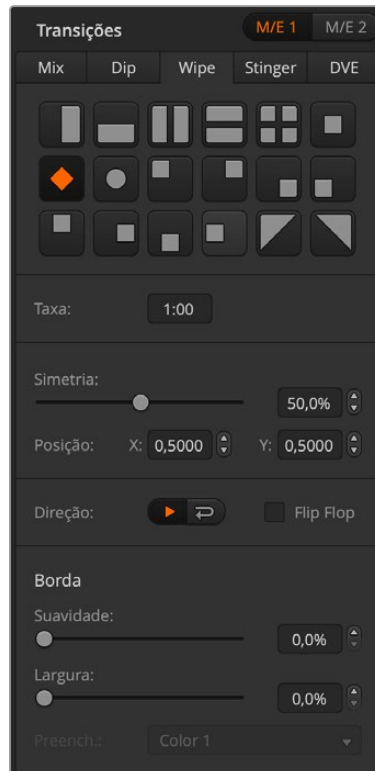 Transições M/E 1 M/E 2
Mix Dip Wipe Stinger DVE
Taxa: 1:00
Simetria:
50,0%
Posição: X: 0,5000 Y: 0,5000
Direção: Flip Flop
Borda
Suavidade:
0,0%
Largura:
0,0%
Preench.: Color 1